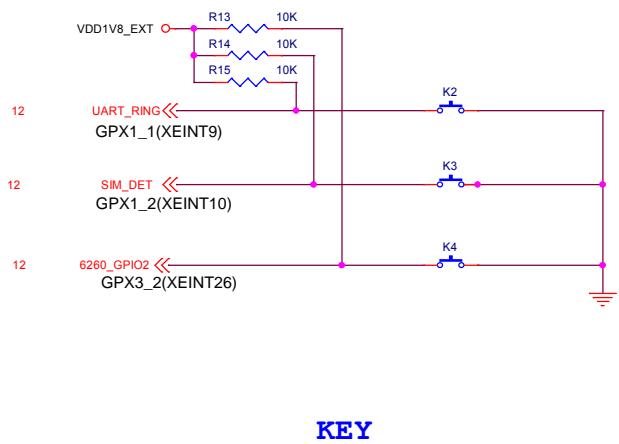 R13 10K
VDD1V8_EXT
R14 10K
R15 10K
K2
12 UART_RING
GPX1_1(XEINT9)
K3
12 SIM_DET
GPX1_2(XEINT10)
K4
12 6260_GPIO2
GPX3_2(XEINT26)
KEY